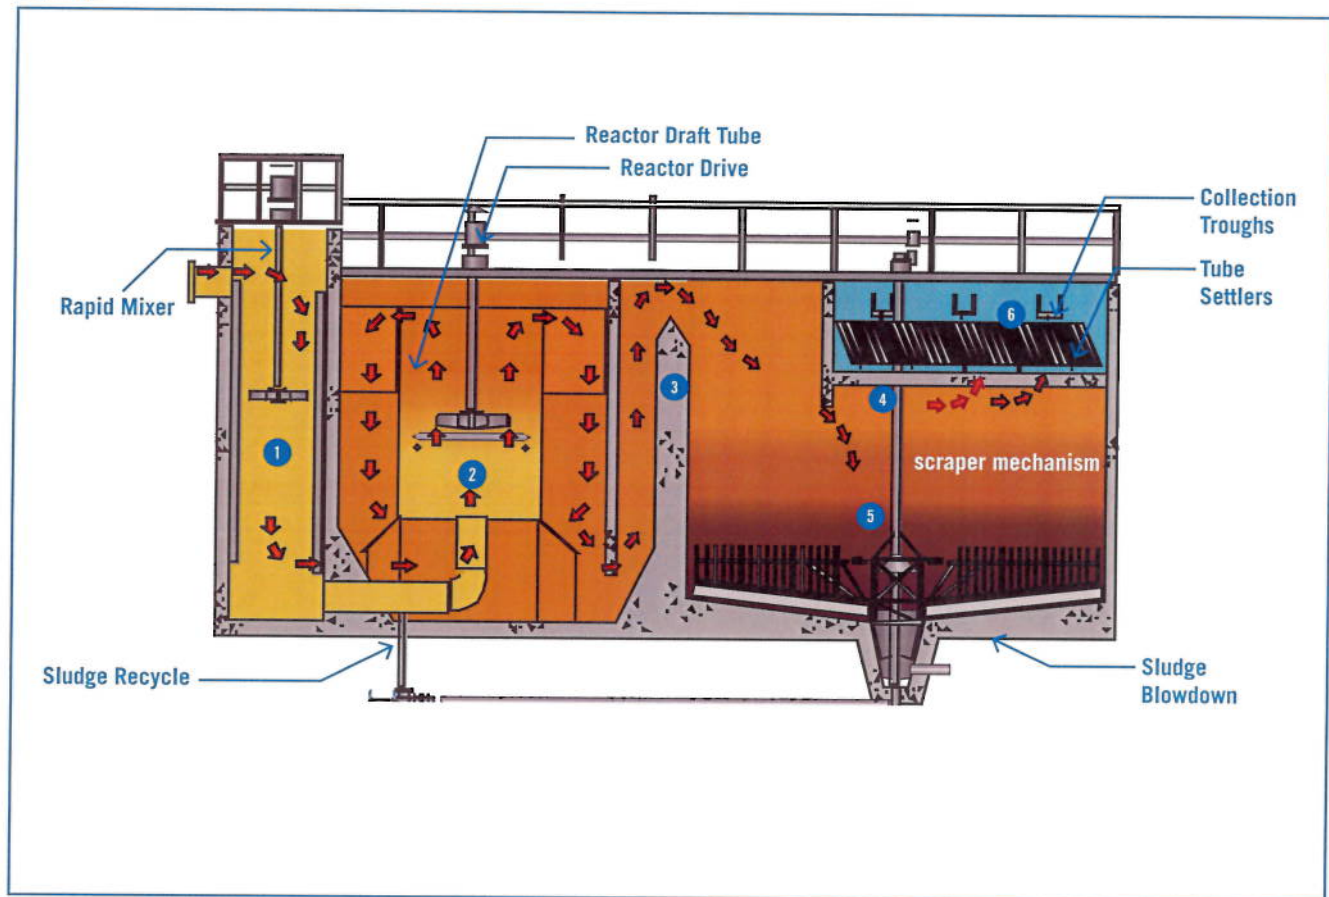 Reactor Draft Tube
Reactor Drive
Collection
Troughs
Tube
Settlers
Rapid Mixer
6
3
4
1
scraper mechanism
2
5
Sludge Recycle
Sludge
Blowdown